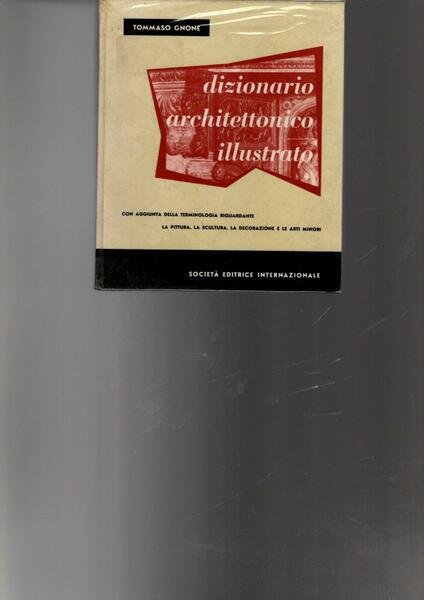 TOMMASO GNONE
dizionario
architettonico
illustrato
CON AGGIUNTA DELLA TERMINOLOGIA RIGUARDANTE
LA PITTURA, LA SCULTURA, LA DECORAZIONE E LE ARTI MINORI
SOCIETÀ EDITRICE INTERNAZIONALE